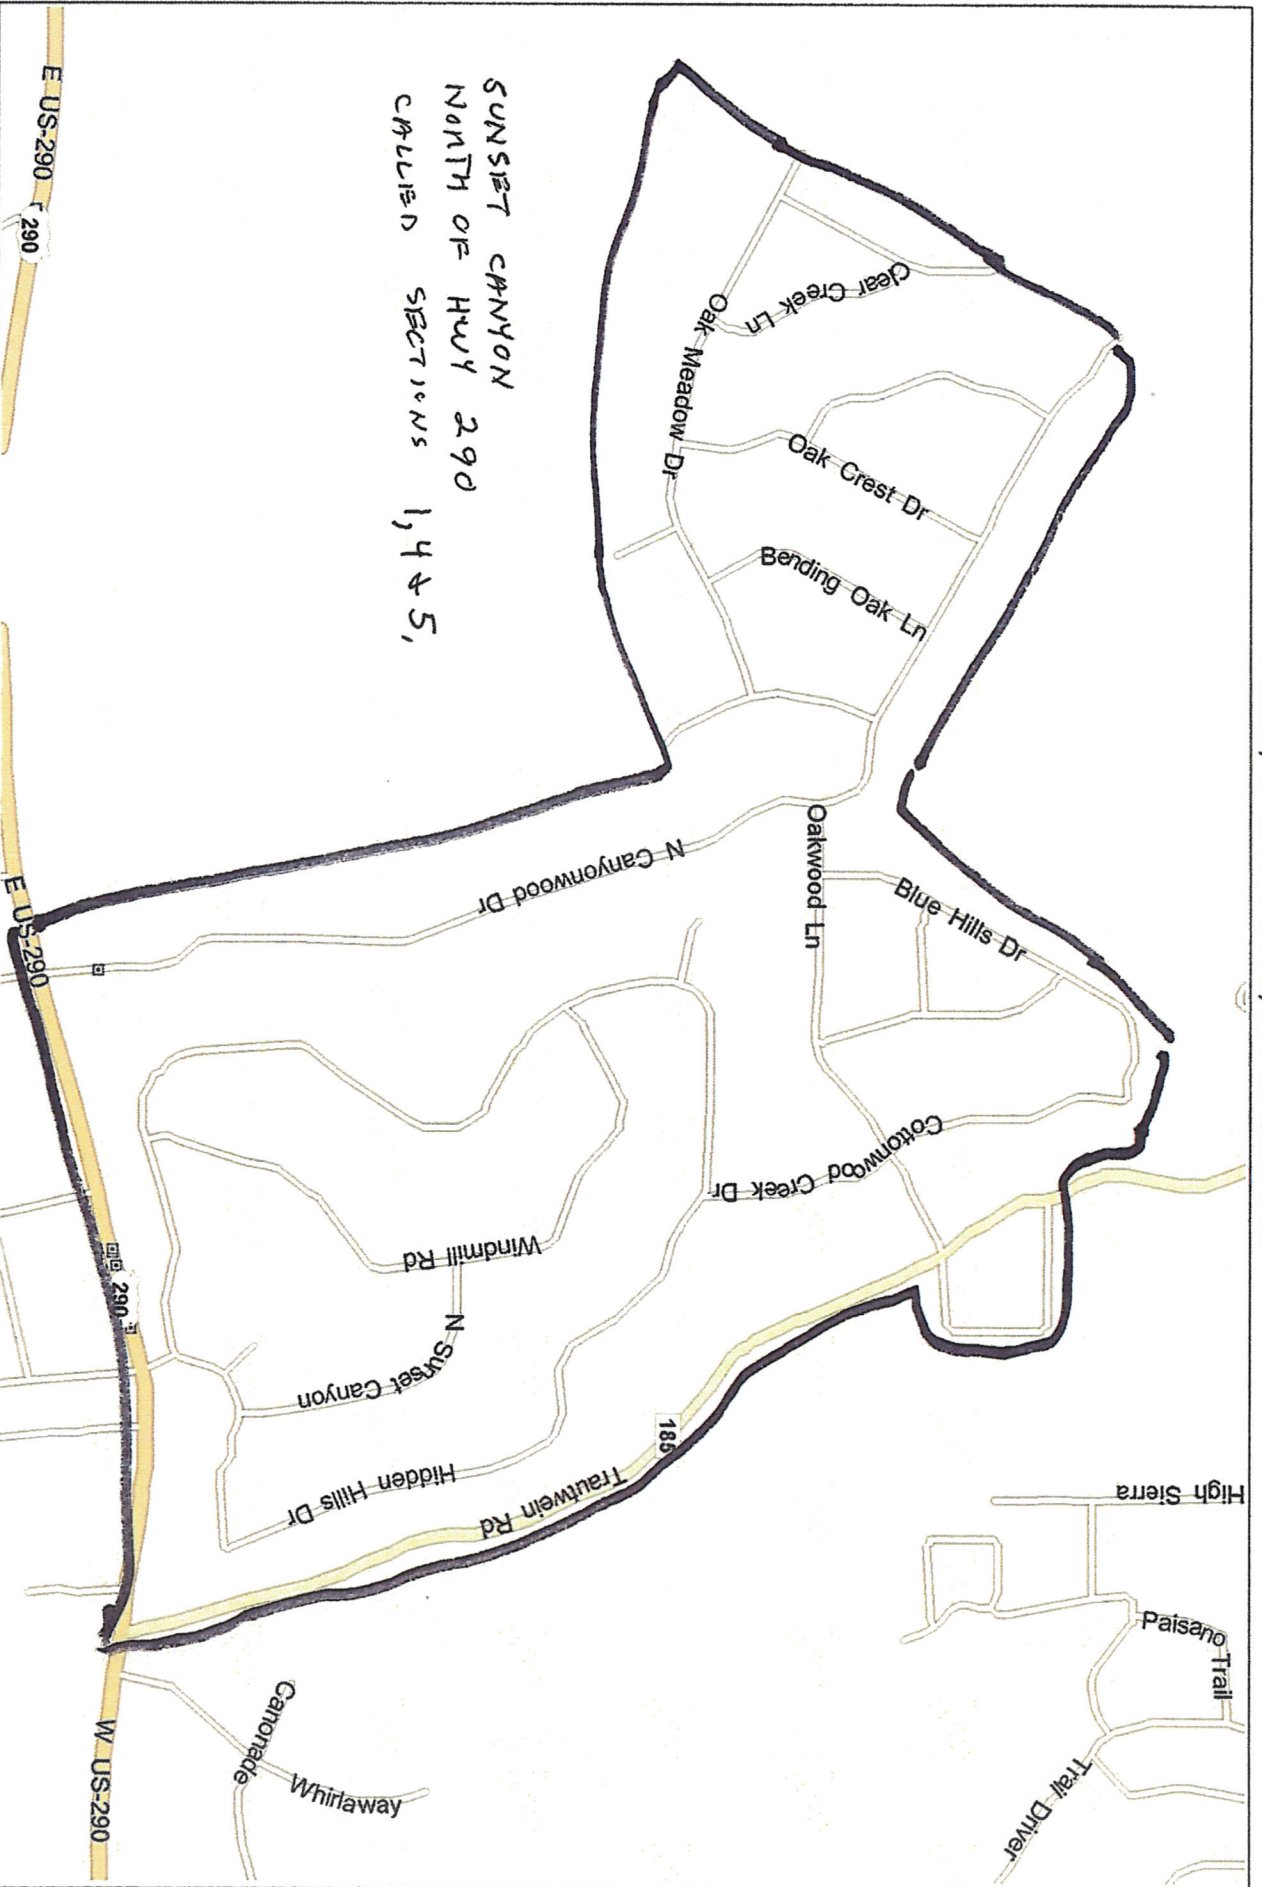 SUNSET CANYON
NORTH OF HWY 290
CALLED SECTIONS 1,4 & 5,
High Sierra
Paisano Trail
Trail Driver
Blue Hills Dr
Oakwood Ln
Cottonwood Creek Dr
Clear Creek Ln
Oak Crest Dr
Bending Oak Ln
Oak Meadow Dr
N Canyonwood Dr
185
Trautwein Rd
Windmill Rd
N Sunset Canyon
Hidden Hills Dr
Canonade
Whirlaway
E US-290
290
E US-290
290
W US-290